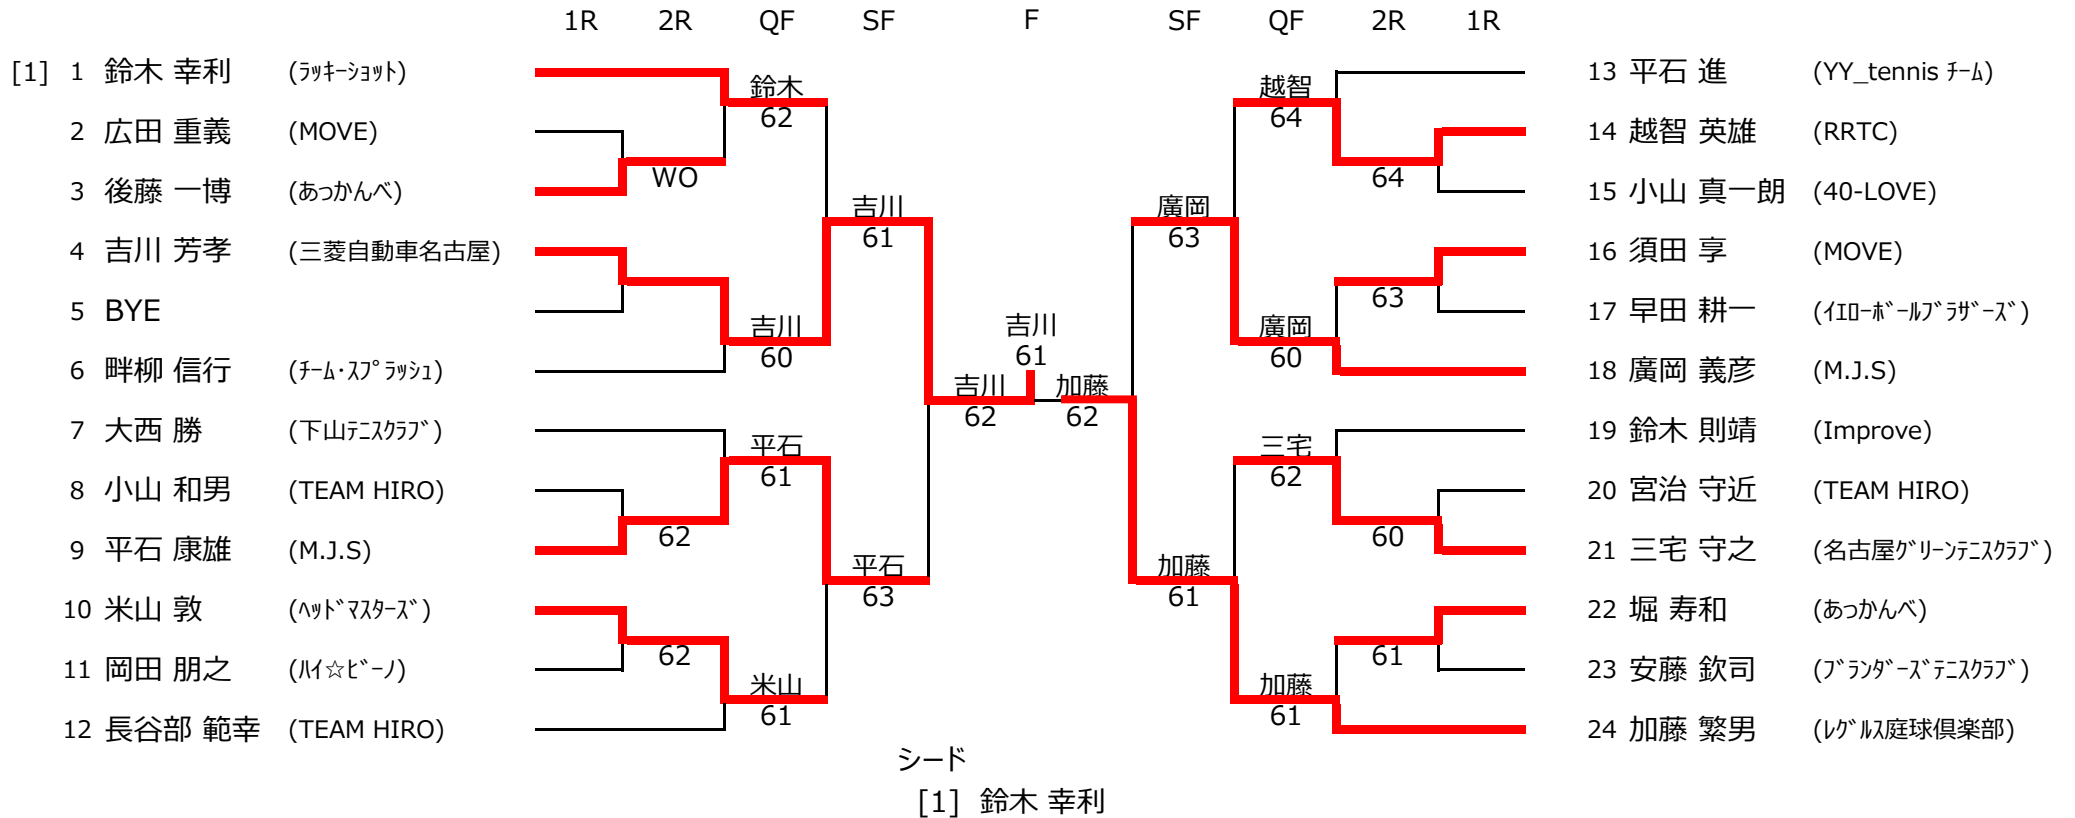 1R 2R QF SF F SF QF 2R 1R
[1] 1 鈴木 幸利 (ﾗｯｷｰｼｮｯﾄ) 13 平石 進 (YY_tennis ﾁｰﾑ)
鈴木 越智
62 64
2 広田 重義 (MOVE) 14 越智 英雄 (RRTC)
WO 64
3 後藤 一博 (あっかんべ) 15 小山 真一朗 (40-LOVE)
吉川 廣岡
61 63
4 吉川 芳孝 (三菱自動車名古屋) 16 須田 享 (MOVE)
63
5 BYE 17 早田 耕一 (ｲｴﾛｰﾎﾞｰﾙﾌﾞﾗｻﾞｰｽﾞ)
吉川 吉川 廣岡
60 61 60
6 畔柳 信行 (ﾁｰﾑ･ｽﾌﾟﾗｯｼｭ) 18 廣岡 義彦 (M.J.S)
吉川 加藤
62 62
7 大西 勝 (下山ﾃﾆｽｸﾗﾌﾞ) 19 鈴木 則靖 (Improve)
平石 三宅
61 62
8 小山 和男 (TEAM HIRO) 20 宮治 守近 (TEAM HIRO)
62 60
9 平石 康雄 (M.J.S) 21 三宅 守之 (名古屋ｸﾞﾘｰﾝﾃﾆｽｸﾗﾌﾞ)
平石 加藤
63 61
10 米山 敦 (ﾍｯﾄﾞﾏｽﾀｰｽﾞ) 22 堀 寿和 (あっかんべ)
62 61
11 岡田 朋之 (ﾊｲ☆ﾋﾞｰﾉ) 23 安藤 欽司 (ﾌﾞﾗﾝﾀﾞｰｽﾞﾃﾆｽｸﾗﾌﾞ)
米山 加藤
61 61
12 長谷部 範幸 (TEAM HIRO) 24 加藤 繁男 (ﾚｸﾞﾙｽ庭球倶楽部)
シード
[1] 鈴木 幸利